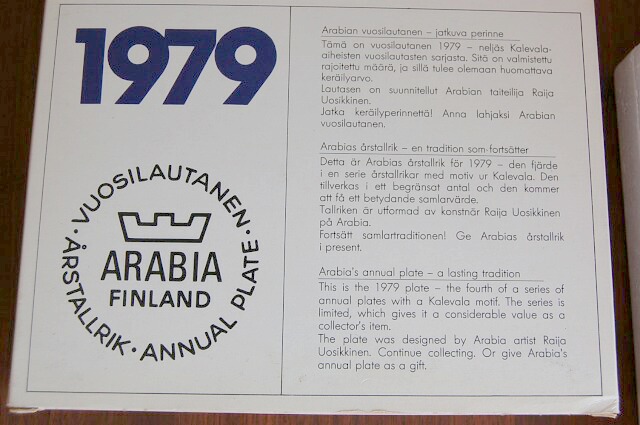 1979
· VUOSILAUTANEN ·
ARABIA
FINLAND
ÅRSTALLRIK · ANNUAL PLATE
Arabian vuosilautanen – jatkuva perinne
Tämä on vuosilautanen 1979 – neljäs Kalevala-
aiheisten vuosilautasten sarjasta. Sitä on valmistettu
rajoitettu määrä, ja sillä tulee olemaan huomattava
keräilyarvo.
Lautasen on suunnitellut Arabian taiteilija Raija
Uosikkinen.
Jatka keräilyperinnettä! Anna lahjaksi Arabian
vuosilautanen.
Arabias årstallrik – en tradition som-fortsätter
Detta är Arabias årstallrik för 1979 – den fjärde
i en serie årstallrikar med motiv ur Kalevala. Den
tillverkas i ett begränsat antal och den kommer
att få ett betydande samlarvärde.
Tallriken är utformad av konstnär Raija Uosikkinen
på Arabia.
Fortsätt samlartraditionen! Ge Arabias årstallrik
i present.
Arabia's annual plate – a lasting tradition
This is the 1979 plate – the fourth of a series of
annual plates with a Kalevala motif. The series is
limited, which gives it a considerable value as a
collector's item.
The plate was designed by Arabia artist Raija
Uosikkinen. Continue collecting. Or give Arabia's
annual plate as a gift.